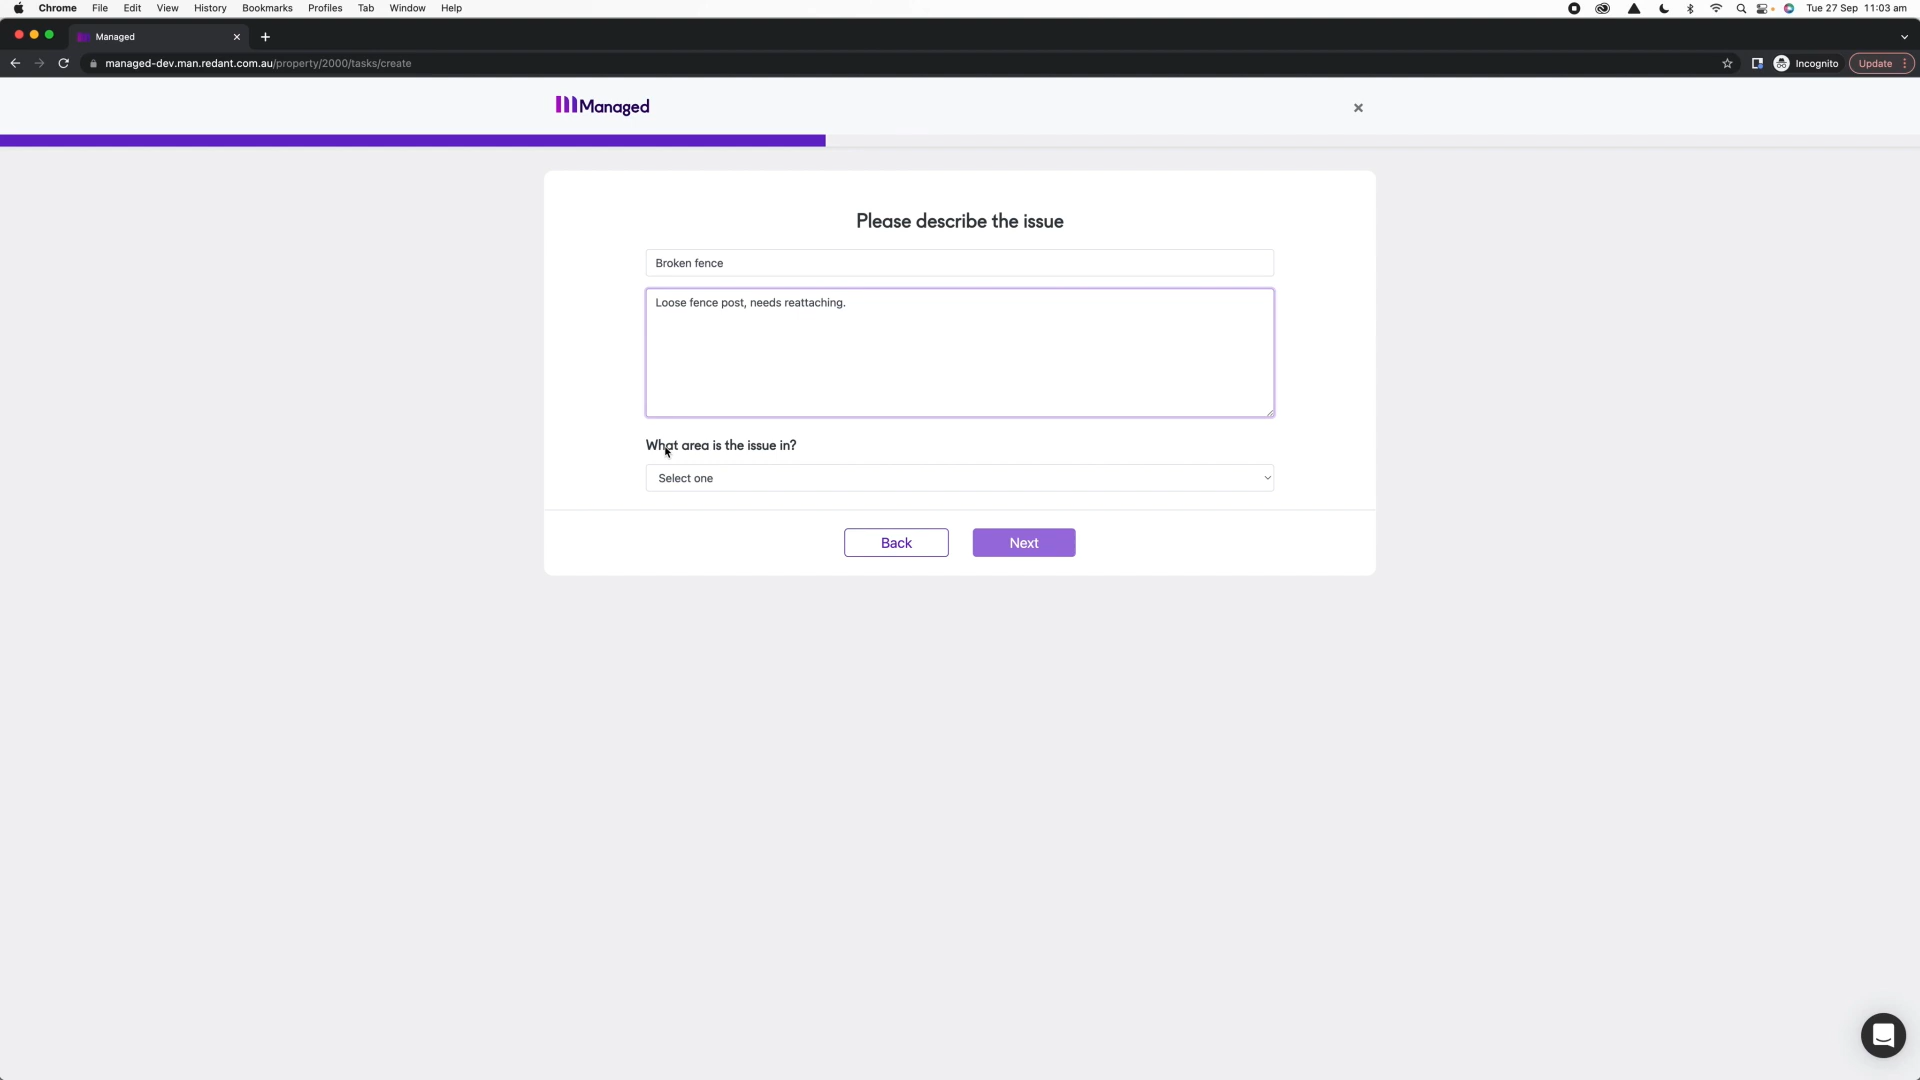 Chrome File Edit View History Bookmarks Profiles Tab Window Help Tue 27 Sep 11:03 am
Managed
managed-dev.man.redant.com.au/property/2000/tasks/create Incognito Update
Managed
Please describe the issue
Broken fence
Loose fence post, needs reattaching.
What area is the issue in?
Select one
Back Next